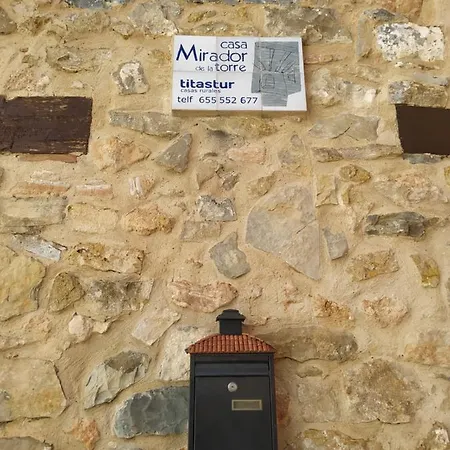 casa
Mirador
de la torre
titastur
casas rurales
telf 655 552 677